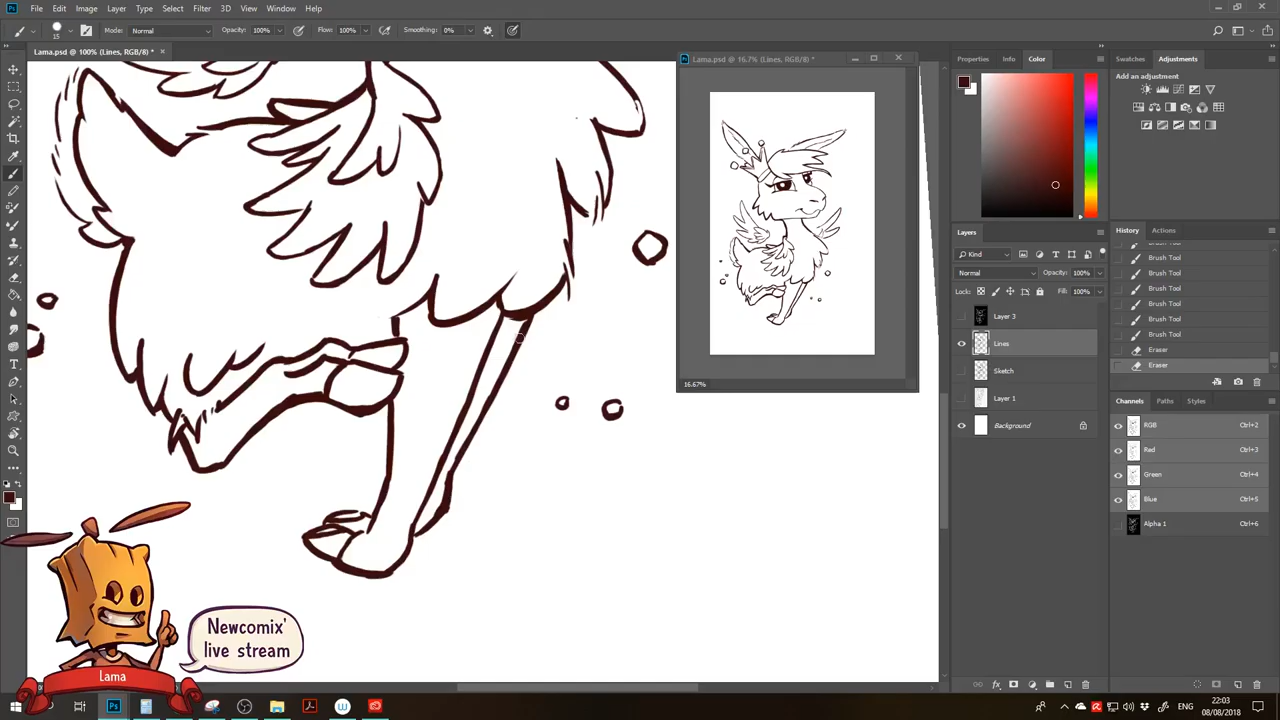 File Edit Image Layer Type Select Filter 3D View Window Help
15 Mode: Normal Opacity: 100% Flow: 100% Smoothing: 0%
Lama.psd @ 100% (Lines, RGB/8) *
Lama.psd @ 16.7% (Lines, RGB/8) *
16.67%
Properties Info Color
Swatches Adjustments
Add an adjustment
Layers
Kind
Normal Opacity: 100%
Lock: Fill: 100%
Layer 3
Lines
Sketch
Layer 1
Background
History Actions
Brush Tool
Brush Tool
Brush Tool
Brush Tool
Brush Tool
Brush Tool
Brush Tool
Eraser
Eraser
Channels Paths Styles
RGB Ctrl+2
Red Ctrl+3
Green Ctrl+4
Blue Ctrl+5
Alpha 1 Ctrl+6
Newcomix'
live stream
Lama
22:03
08/08/2018